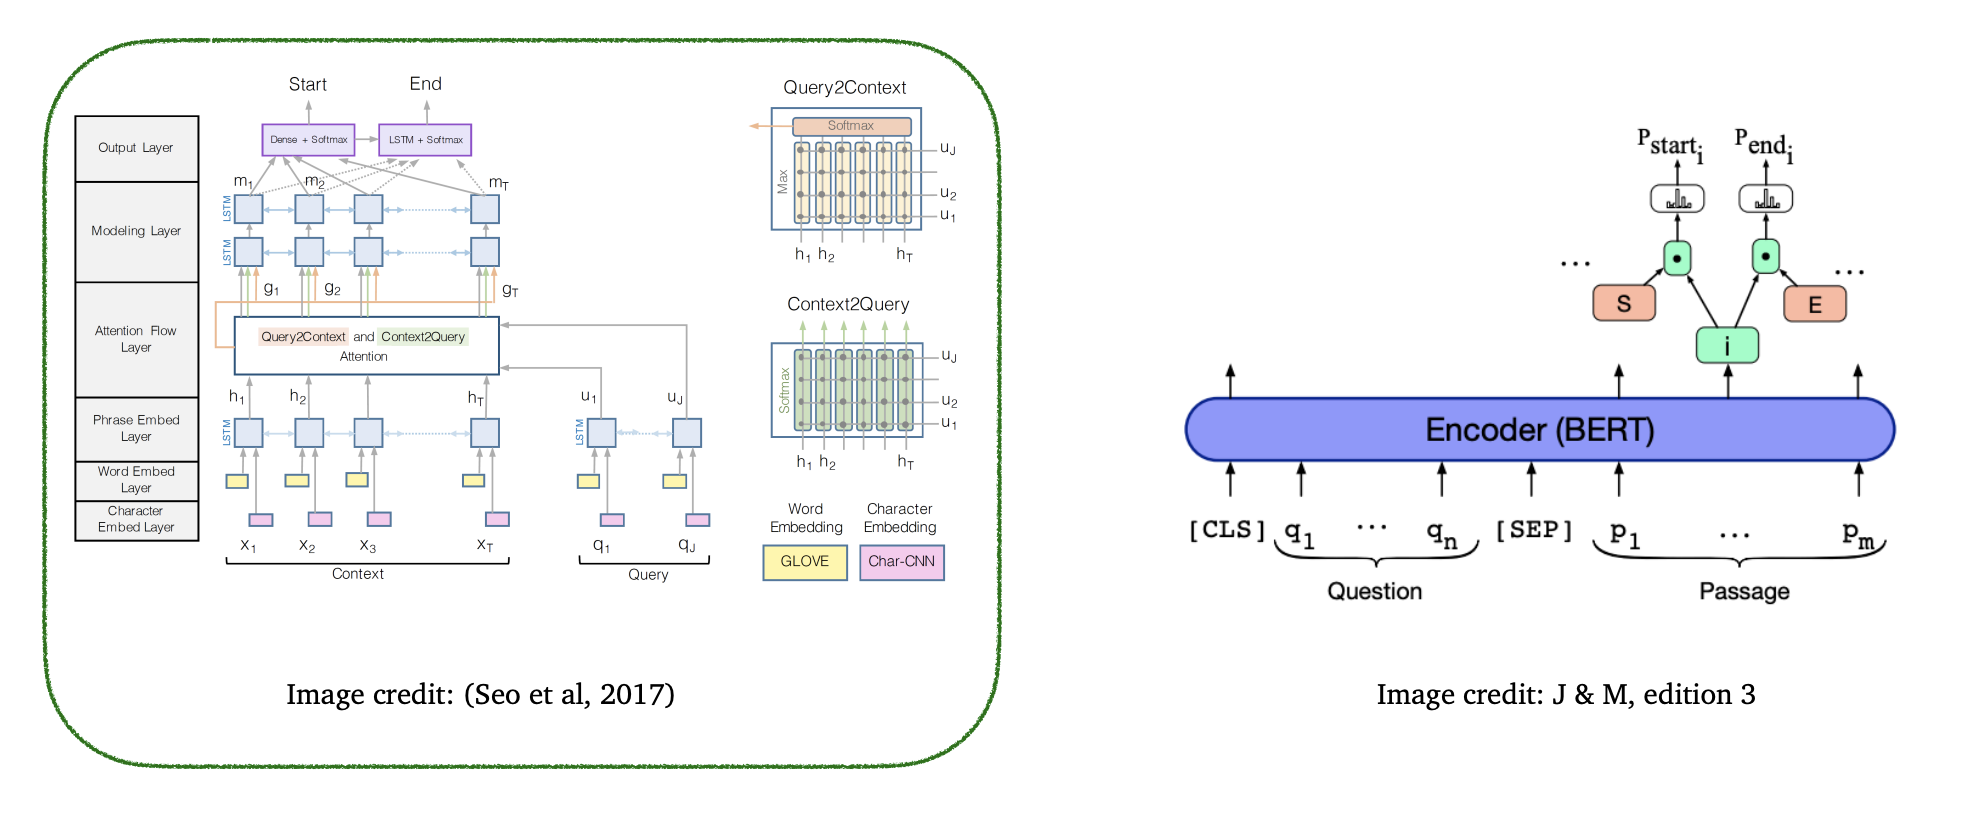 Start End
Output Layer
Dense + Softmax
LSTM + Softmax
m1 m2 mT
LSTM
Modeling Layer
LSTM
g1 g2 gT
Attention Flow
Layer
Query2Context and Context2Query
Attention
h1 h2 hT
u1 uJ
Phrase Embed
Layer
LSTM
LSTM
Word Embed
Layer
Character
Embed Layer
x1 x2 x3 xT
q1 qJ
Context
Query
Query2Context
Softmax
Max
uJ
u2
u1
h1 h2 hT
Context2Query
Softmax
uJ
u2
u1
h1 h2 hT
Word
Embedding
Character
Embedding
GLOVE
Char-CNN
Image credit: (Seo et al, 2017)
Pstarti Pendi
... S E ...
i
Encoder (BERT)
[CLS] q1 ... qn [SEP] p1 ... pm
Question
Passage
Image credit: J & M, edition 3